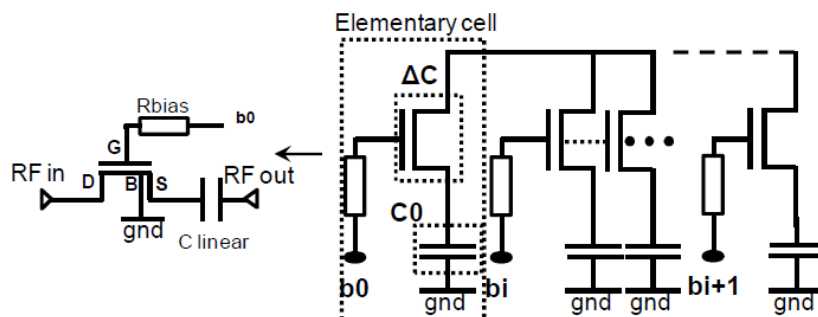 Elementary cell
ΔC
Rbias
b0
G
RF in
D
B
S
RF out
gnd
C linear
C0
b0
bi
bi+1
gnd
gnd
gnd
gnd